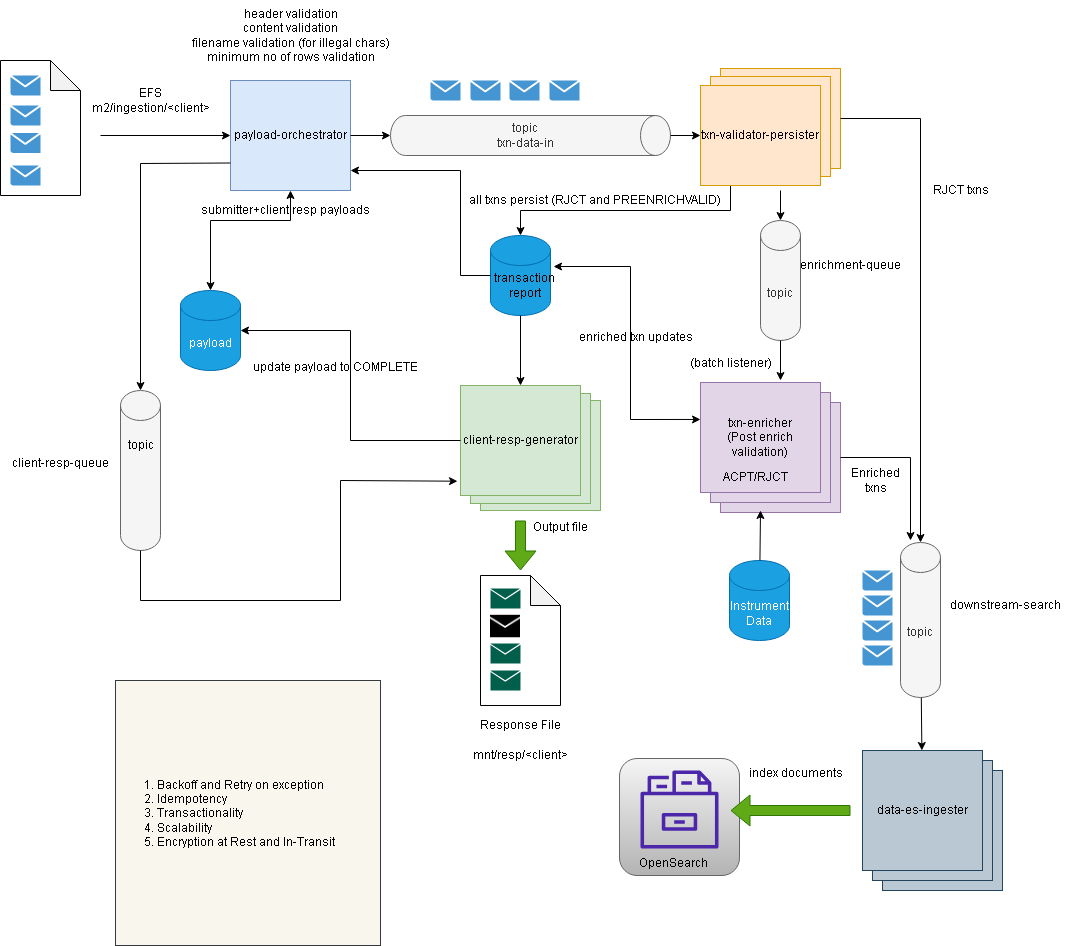 header validation
content validation
filename validation (for illegal chars)
minimum no of rows validation
EFS
m2/ingestion/<client>
payload-orchestrator
topic
txn-data-in
txn-validator-persister
RJCT txns
submitter+client resp payloads
all txns persist (RJCT and PREENRICHVALID)
transaction
report
enrichment-queue
topic
payload
enriched txn updates
(batch listener)
update payload to COMPLETE
topic
client-resp-queue
client-resp-generator
txn-enricher
(Post enrich
validation)
ACPT/RJCT
Enriched
txns
Output file
Instrument
Data
downstream-search
topic
Response File
mnt/resp/<client>
1. Backoff and Retry on exception
2. Idempotency
3. Transactionality
4. Scalability
5. Encryption at Rest and In-Transit
index documents
data-es-ingester
OpenSearch